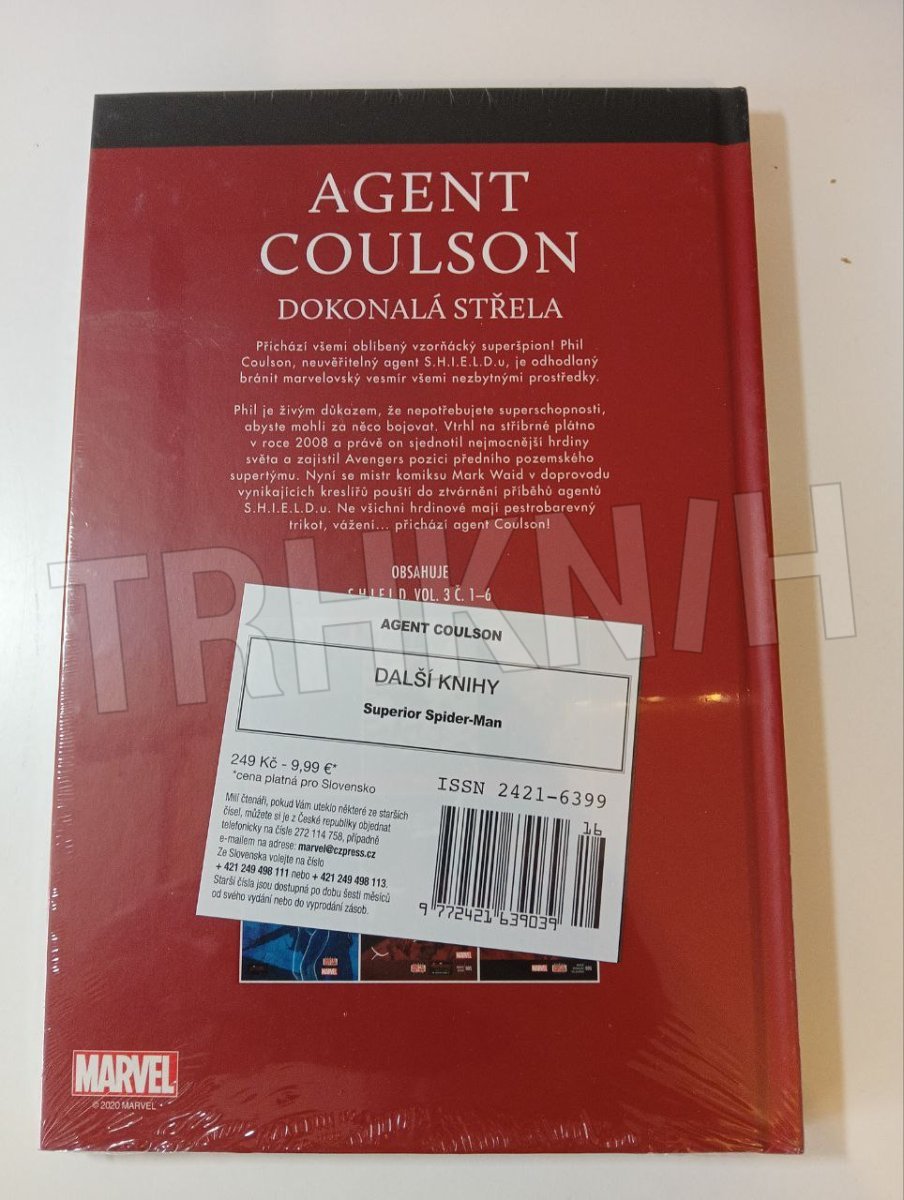 AGENT
COULSON
DOKONALÁ STŘELA
Přichází všemi oblíbený vzorňácký superšpion! Phil
Coulson, neuvěřitelný agent S.H.I.E.L.Du, je odhodlaný
bránit marvelovský vesmír všemi nezbytnými prostředky.
Phil je živým důkazem, že nepotřebujete superschopnosti,
abyste mohli za něco bojovat. Vtrhl na stříbrné plátno
v roce 2008 a právě on sjednotil nejmocnější hrdiny
světa a zajistil Avengers pozici předního pozemského
supertýmu. Nyní se mistr komiksu Mark Waid v doprovodu
vynikajících kreslířů pouští do ztvárnění příběhů agentů
S.H.I.E.L.D.u. Ne všichni hrdinové mají pestrobarevný
trikot, vážení... přichází agent Coulson!
OBSAHUJE
S.H.I.E.L.D. VOL. 3 Č. 1–6
TRHKNIH
AGENT COULSON
DALŠÍ KNIHY
Superior Spider-Man
249 Kč - 9,99 €*
*cena platná pro Slovensko
Milí čtenáři, pokud Vám uteklo některé ze starších
čísel, můžete si je z České republiky objednat
telefonicky na čísle 272 114 758, případně
e-mailem na adrese: marvel@czpress.cz
Ze Slovenska volejte na číslo
+ 421 249 498 111 nebo + 421 249 498 113.
Starší čísla jsou dostupná po dobu šesti měsíců
od svého vydání nebo do vyprodání zásob.
ISSN 2421-6399
16
9 772421 639039
MARVEL
MARVEL
MARVEL
MARVEL
© 2020 MARVEL